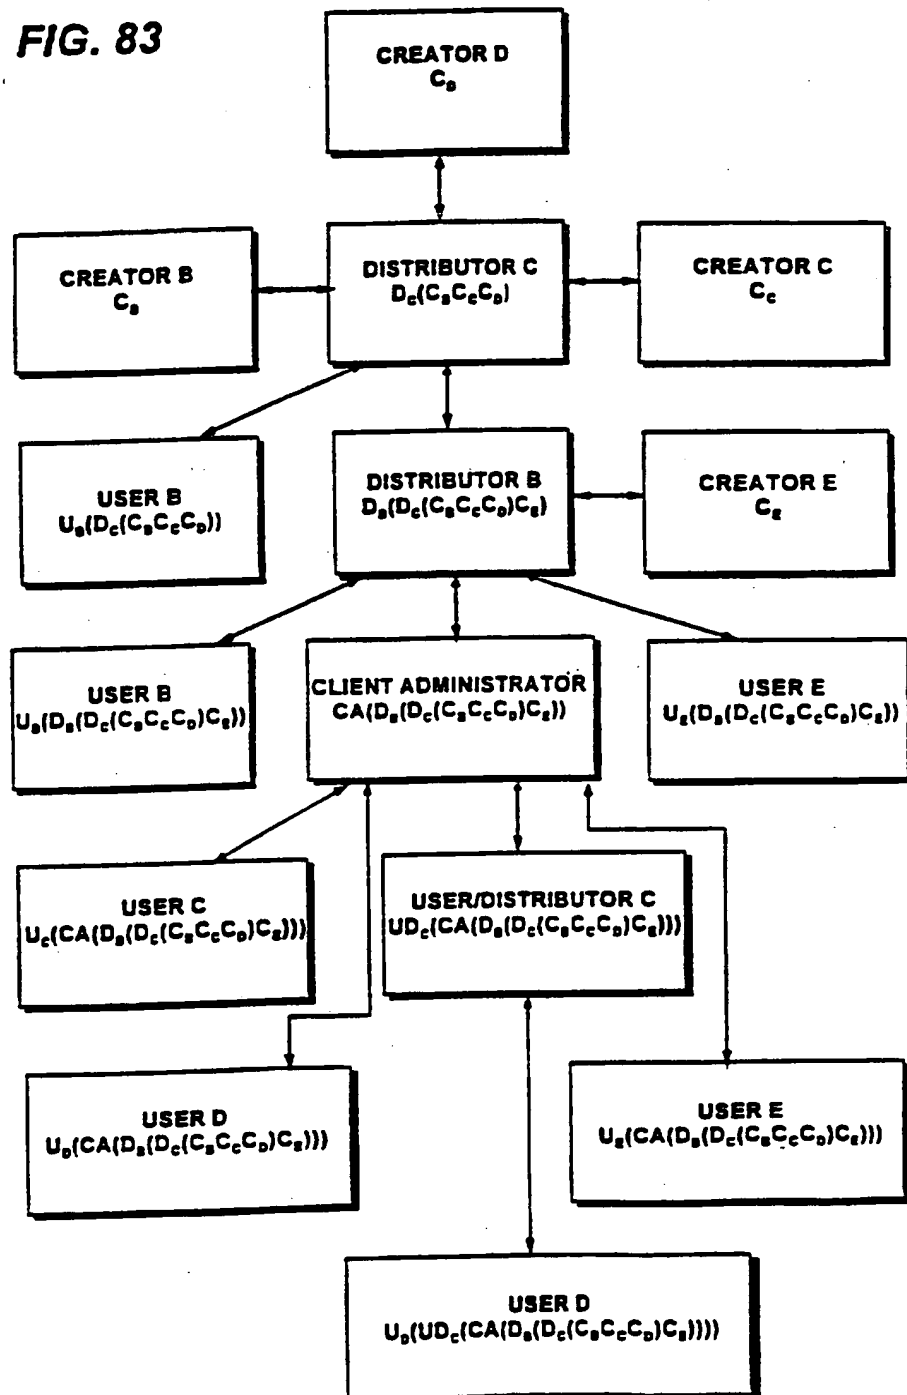 FIG. 83
CREATOR D
C_D
CREATOR B
C_B
DISTRIBUTOR C
D_C(C_BC_CC_D)
CREATOR C
C_C
USER B
U_B(D_C(C_BC_CC_D))
DISTRIBUTOR B
D_B(D_C(C_BC_CC_D)C_E)
CREATOR E
C_E
USER B
U_B(D_B(D_C(C_BC_CC_D)C_E))
CLIENT ADMINISTRATOR
CA(D_B(D_C(C_BC_CC_D)C_E))
USER E
U_E(D_B(D_C(C_BC_CC_D)C_E))
USER C
U_C(CA(D_B(D_C(C_BC_CC_D)C_E)))
USER/DISTRIBUTOR C
UD_C(CA(D_B(D_C(C_BC_CC_D)C_E)))
USER D
U_D(CA(D_B(D_C(C_BC_CC_D)C_E)))
USER E
U_E(CA(D_B(D_C(C_BC_CC_D)C_E)))
USER D
U_D(UD_C(CA(D_B(D_C(C_BC_CC_D)C_E))))